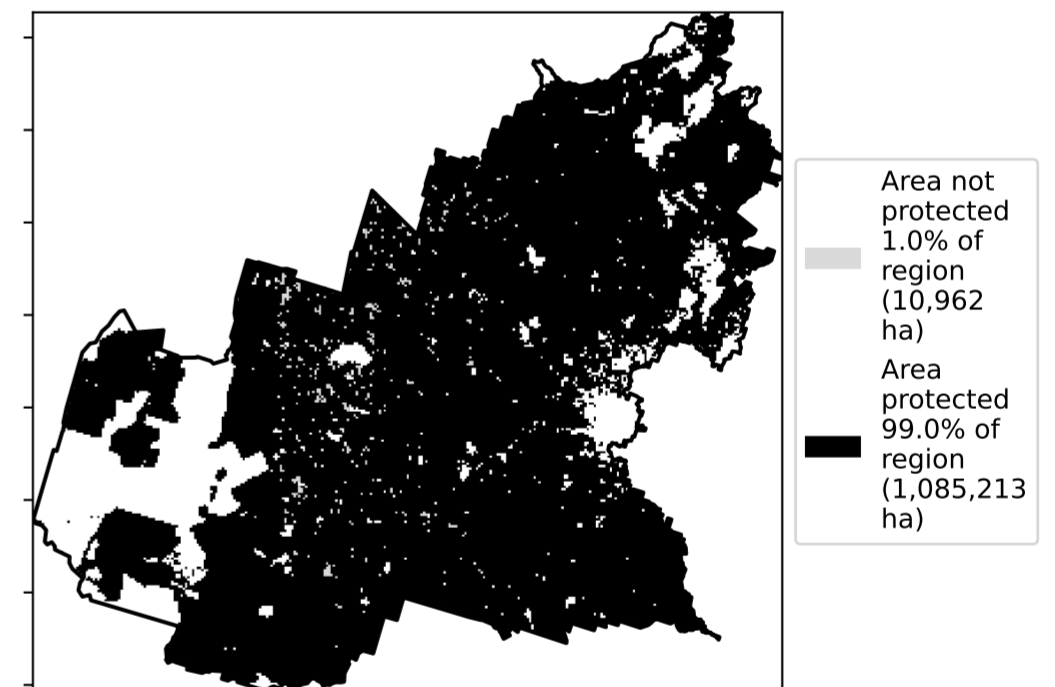 Area not
protected
1.0% of
region
(10,962
ha)
Area
protected
99.0% of
region
(1,085,213
ha)